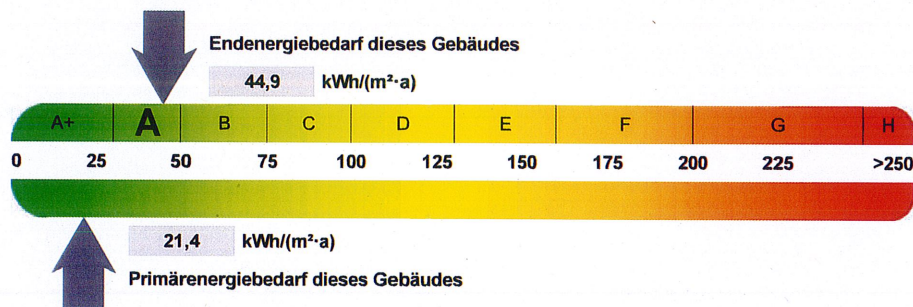 Endenergiebedarf dieses Gebäudes
44,9 kWh/(m²·a)
A+ A B C D E F G H
0 25 50 75 100 125 150 175 200 225 >250
21,4 kWh/(m²·a)
Primärenergiebedarf dieses Gebäudes